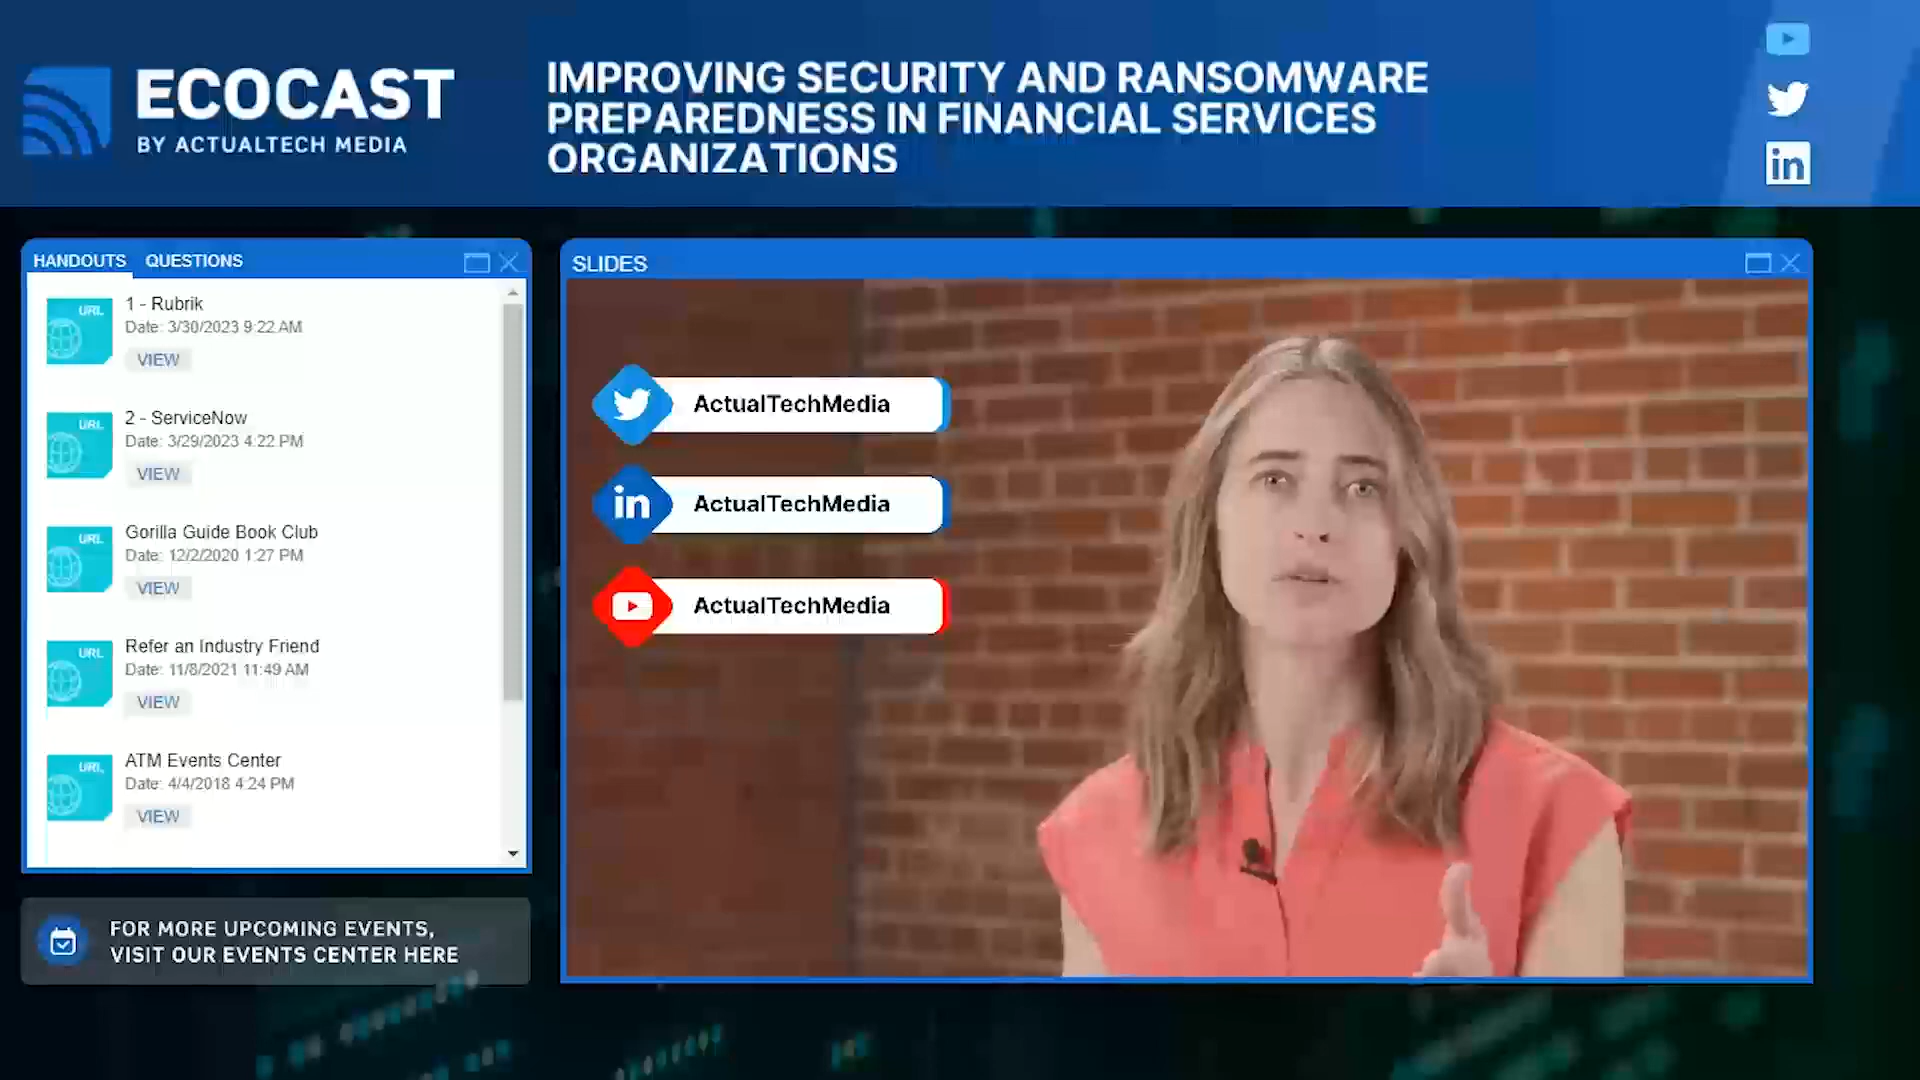 ECOCAST
BY ACTUALTECH MEDIA
IMPROVING SECURITY AND RANSOMWARE
PREPAREDNESS IN FINANCIAL SERVICES
ORGANIZATIONS
in
HANDOUTS QUESTIONS
URL
1 - Rubrik
Date: 3/30/2023 9:22 AM
VIEW
URL
2 - ServiceNow
Date: 3/29/2023 4:22 PM
VIEW
URL
Gorilla Guide Book Club
Date: 12/2/2020 1:27 PM
VIEW
URL
Refer an Industry Friend
Date: 11/8/2021 11:49 AM
VIEW
URL
ATM Events Center
Date: 4/4/2018 4:24 PM
VIEW
FOR MORE UPCOMING EVENTS,
VISIT OUR EVENTS CENTER HERE
SLIDES
ActualTechMedia
in ActualTechMedia
ActualTechMedia